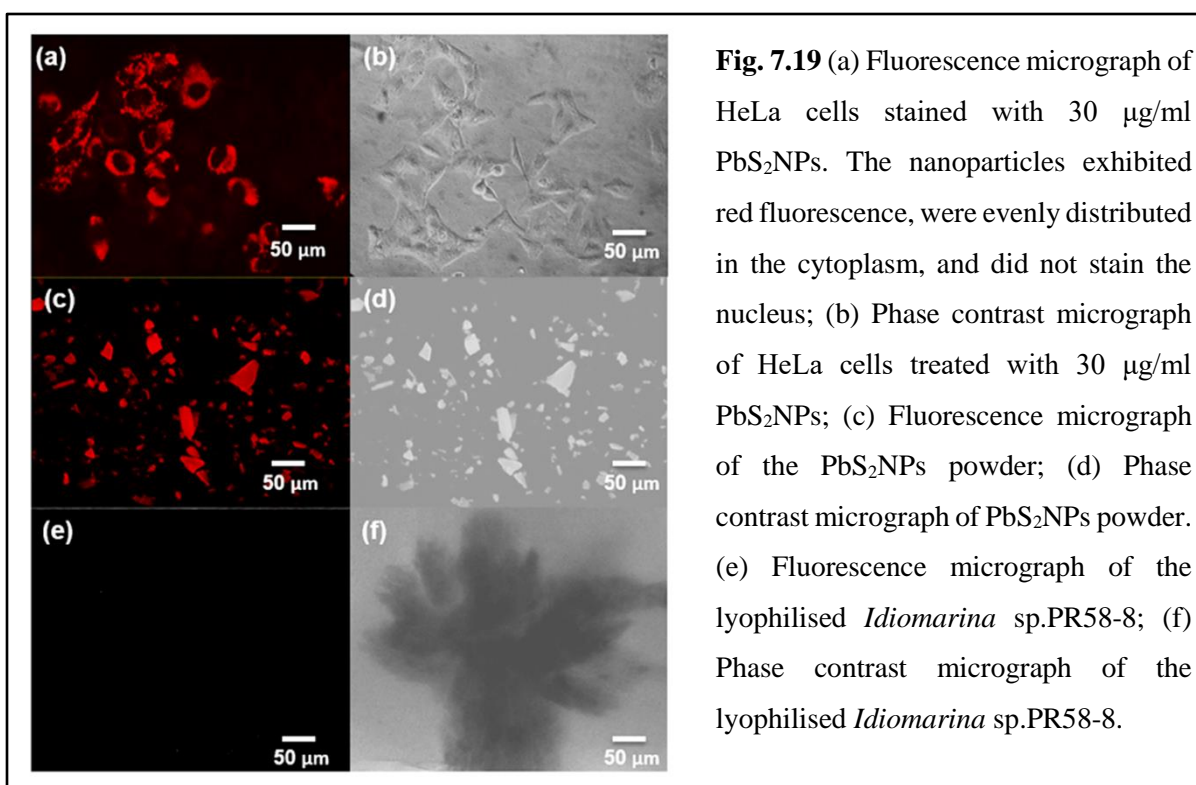 (a)
50 µm
(b)
50 µm
(c)
50 µm
(d)
50 µm
(e)
50 µm
(f)
50 µm
Fig. 7.19 (a) Fluorescence micrograph of
HeLa cells stained with 30 μg/ml
PbS₂NPs. The nanoparticles exhibited
red fluorescence, were evenly distributed
in the cytoplasm, and did not stain the
nucleus; (b) Phase contrast micrograph
of HeLa cells treated with 30 μg/ml
PbS₂NPs; (c) Fluorescence micrograph
of the PbS₂NPs powder; (d) Phase
contrast micrograph of PbS₂NPs powder.
(e) Fluorescence micrograph of the
lyophilised Idiomarina sp.PR58-8; (f)
Phase contrast micrograph of the
lyophilised Idiomarina sp.PR58-8.